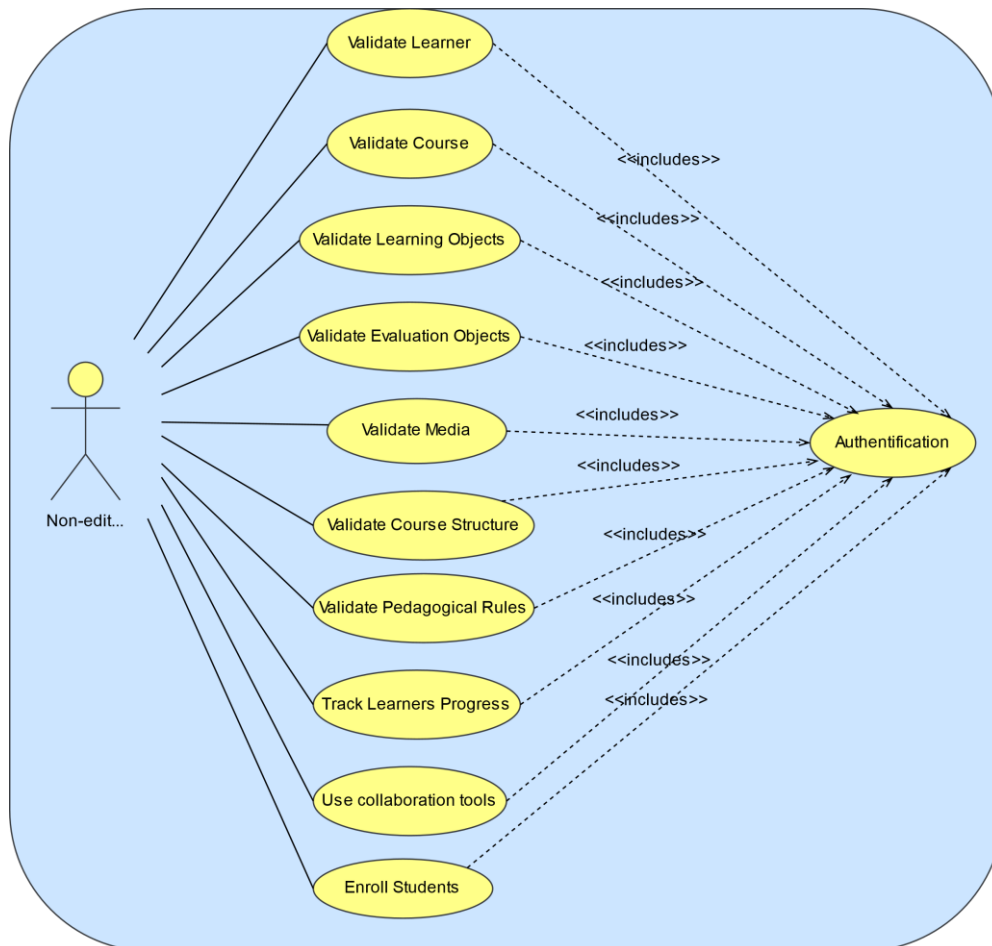 Validate Learner
Validate Course
<<includes>>
<<includes>>
Validate Learning Objects
<<includes>>
Validate Evaluation Objects
<<includes>>
Validate Media
<<includes>>
Authentification
<<includes>>
Non-edit...
Validate Course Structure
<<includes>>
Validate Pedagogical Rules
<<includes>>
<<includes>>
Track Learners Progress
<<includes>>
Use collaboration tools
Enroll Students